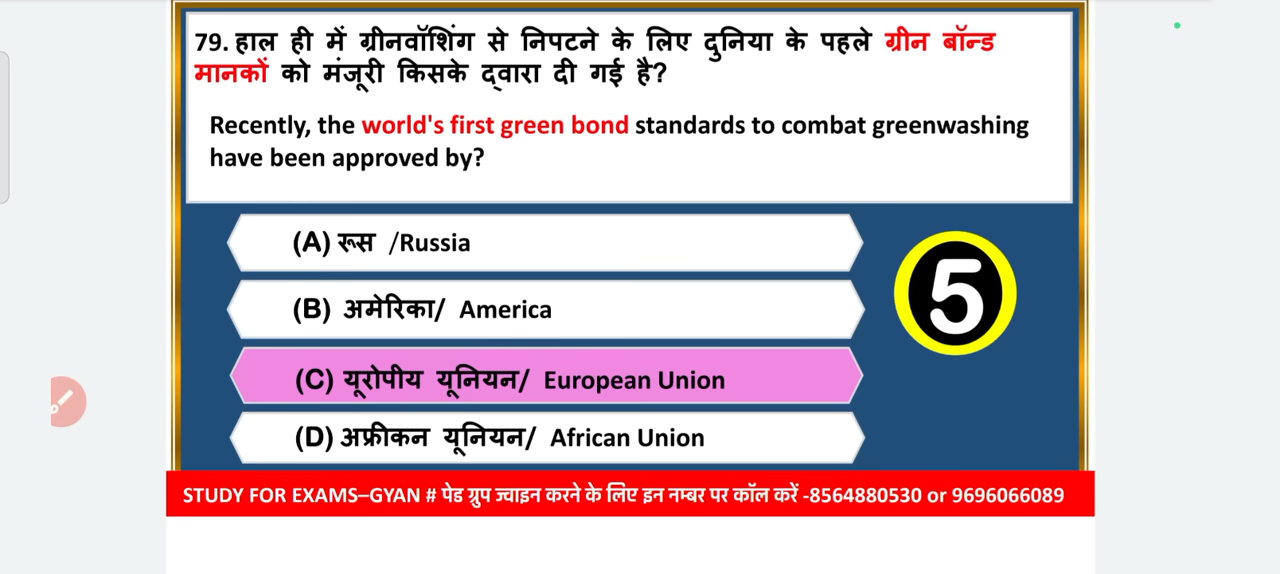 79. हाल ही में ग्रीनवॉशिंग से निपटने के लिए दुनिया के पहले ग्रीन बॉन्ड
मानकों को मंजूरी किसके द्वारा दी गई है?
Recently, the world's first green bond standards to combat greenwashing
have been approved by?
(A) रूस /Russia
(B) अमेरिका/ America
5
(C) यूरोपीय यूनियन/ European Union
(D) अफ्रीकन यूनियन/ African Union
STUDY FOR EXAMS–GYAN # पेड ग्रुप ज्वाइन करने के लिए इन नम्बर पर कॉल करें -8564880530 or 9696066089